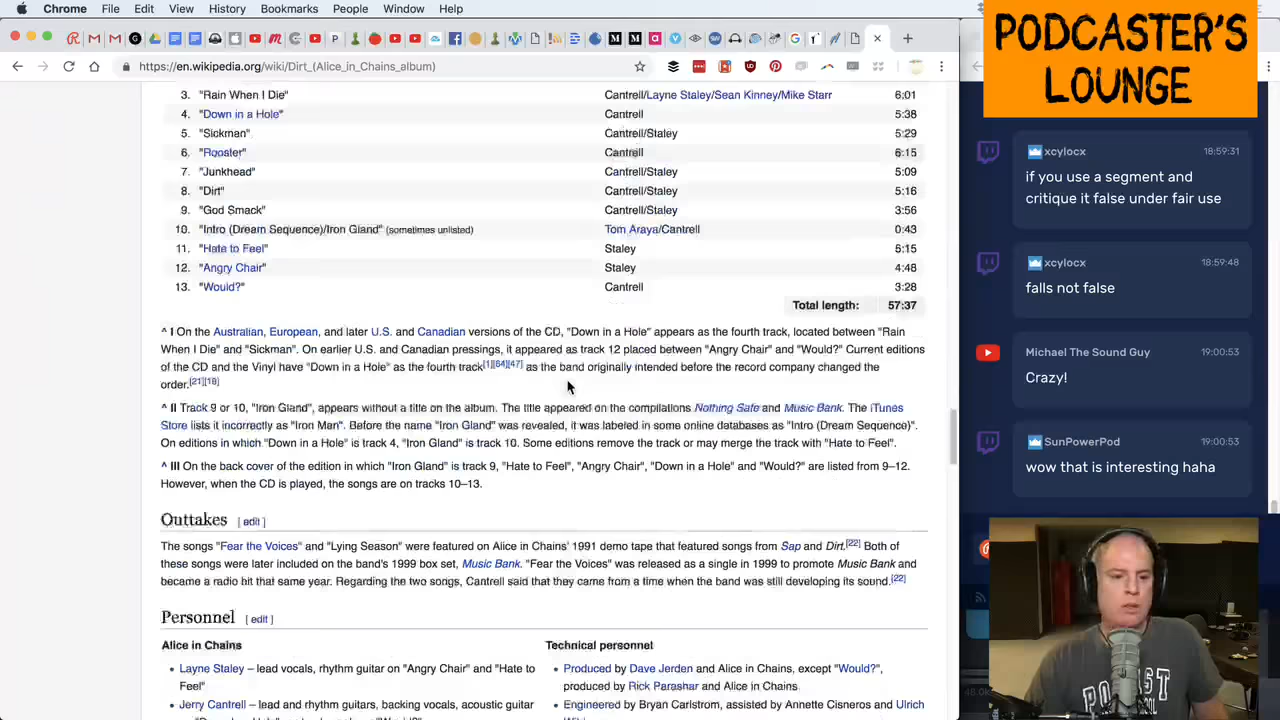 Chrome File Edit View History Bookmarks People Window Help
https://en.wikipedia.org/wiki/Dirt_(Alice_in_Chains_album)
3. "Rain When I Die" Cantrell/Layne Staley/Sean Kinney/Mike Starr 6:01
4. "Down in a Hole" Cantrell 5:38
5. "Sickman" Cantrell/Staley 5:29
6. "Rooster" Cantrell 6:15
7. "Junkhead" Cantrell/Staley 5:09
8. "Dirt" Cantrell/Staley 5:16
9. "God Smack" Cantrell/Staley 3:56
10. "Intro (Dream Sequence)/Iron Gland" (sometimes unlisted) Tom Araya/Cantrell 0:43
11. "Hate to Feel" Staley 5:15
12. "Angry Chair" Staley 4:48
13. "Would?" Cantrell 3:28
Total length: 57:37
^ I On the Australian, European, and later U.S. and Canadian versions of the CD, "Down in a Hole" appears as the fourth track, located between "Rain
When I Die" and "Sickman". On earlier U.S. and Canadian pressings, it appeared as track 12 placed between "Angry Chair" and "Would?" Current editions
of the CD and the Vinyl have "Down in a Hole" as the fourth track[1][64][47] as the band originally intended before the record company changed the
order.[21][18]
^ II Track 9 or 10, "Iron Gland", appears without a title on the album. The title appeared on the compilations Nothing Safe and Music Bank. The iTunes
Store lists it incorrectly as "Iron Man". Before the name "Iron Gland" was revealed, it was labeled in some online databases as "Intro (Dream Sequence)".
On editions in which "Down in a Hole" is track 4, "Iron Gland" is track 10. Some editions remove the track or may merge the track with "Hate to Feel".
^ III On the back cover of the edition in which "Iron Gland" is track 9, "Hate to Feel", "Angry Chair", "Down in a Hole" and "Would?" are listed from 9–12.
However, when the CD is played, the songs are on tracks 10–13.
Outtakes [ edit ]
The songs "Fear the Voices" and "Lying Season" were featured on Alice in Chains' 1991 demo tape that featured songs from Sap and Dirt.[22] Both of
these songs were later included on the band's 1999 box set, Music Bank. "Fear the Voices" was released as a single in 1999 to promote Music Bank and
became a radio hit that same year. Regarding the two songs, Cantrell said that they came from a time when the band was still developing its sound.[22]
Personnel [ edit ]
Alice in Chains
Layne Staley – lead vocals, rhythm guitar on "Angry Chair" and "Hate to
Feel"
Jerry Cantrell – lead and rhythm guitars, backing vocals, acoustic guitar
Technical personnel
Produced by Dave Jerden and Alice in Chains, except "Would?",
produced by Rick Parashar and Alice in Chains
Engineered by Bryan Carlstrom, assisted by Annette Cisneros and Ulrich
PODCASTER'S
LOUNGE
xcylocx 18:59:31
if you use a segment and
critique it false under fair use
xcylocx 18:59:48
falls not false
Michael The Sound Guy 19:00:53
Crazy!
SunPowerPod 19:00:53
wow that is interesting haha